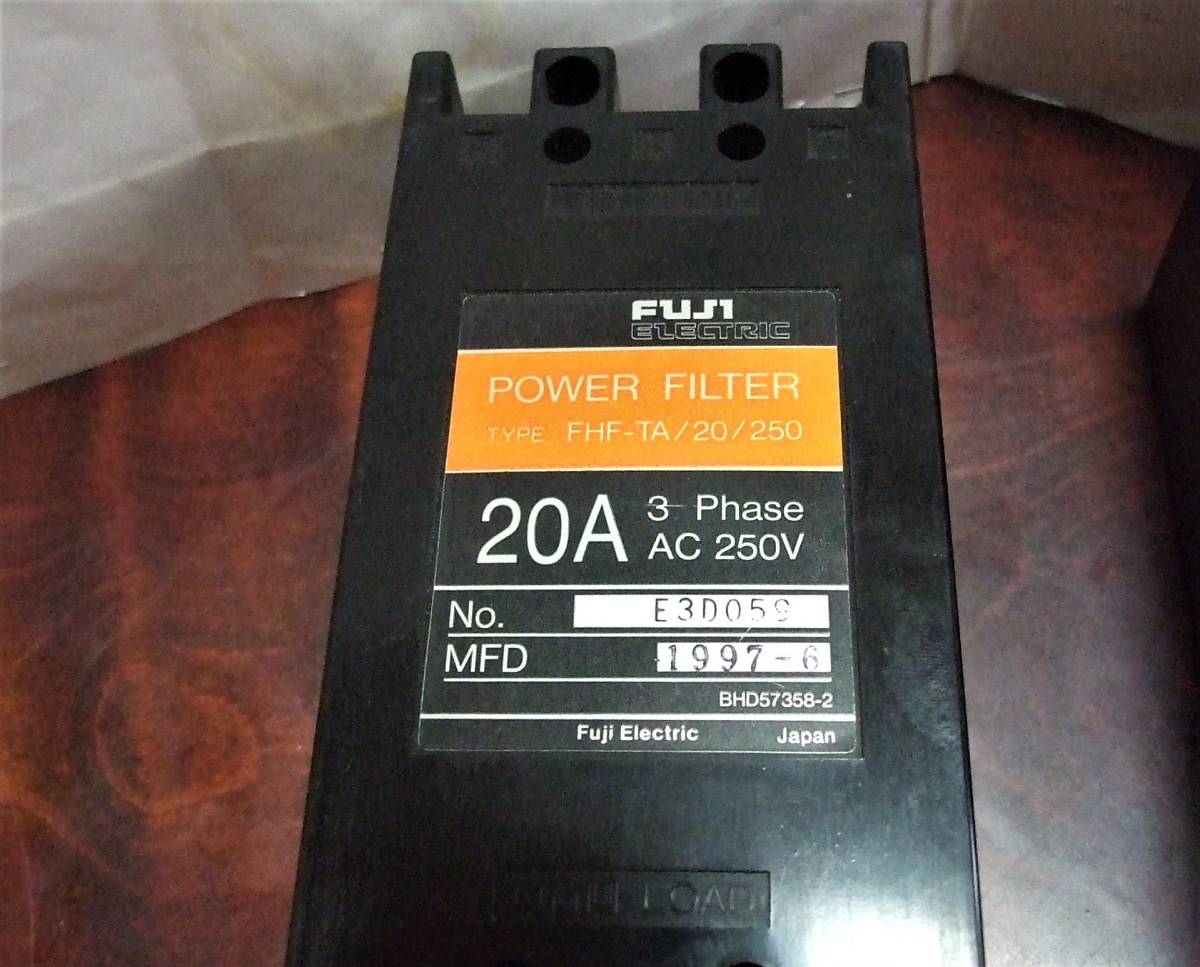 FUJI
ELECTRIC
POWER FILTER
TYPE FHF-TA/20/250
20A
3 Phase
AC 250V
No. E3D059
MFD 1997-6
BHD57358-2
Fuji Electric Japan
LOAD